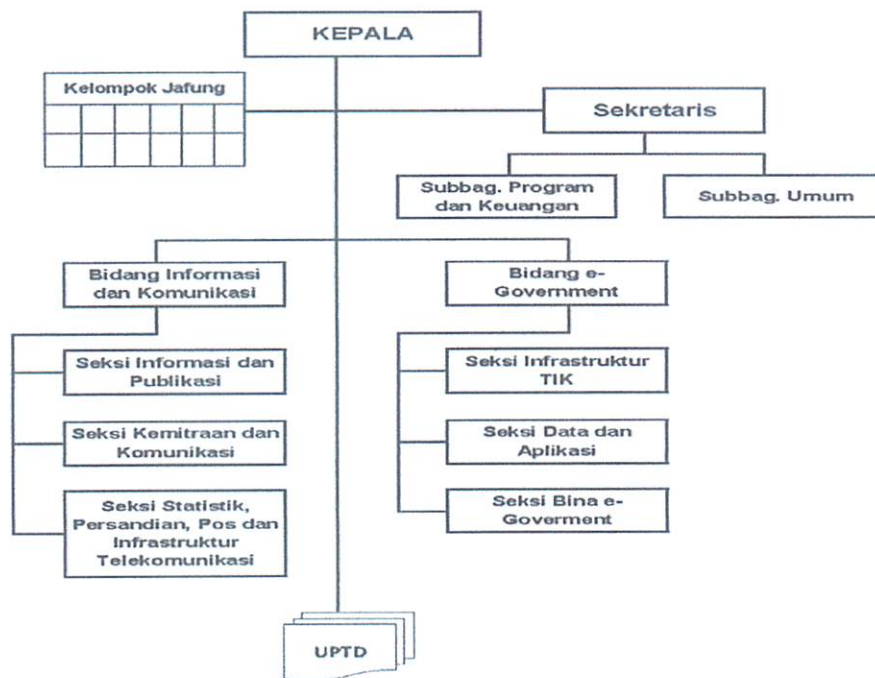 KEPALA
Kelompok Jafung
Sekretaris
Subbag. Program
dan Keuangan
Subbag. Umum
Bidang Informasi
dan Komunikasi
Bidang e-
Government
Seksi Informasi dan
Publikasi
Seksi Infrastruktur
TIK
Seksi Kemitraan dan
Komunikasi
Seksi Data dan
Aplikasi
Seksi Statistik,
Persandian, Pos dan
Infrastruktur
Telekomunikasi
Seksi Bina e-
Goverment
UPTD